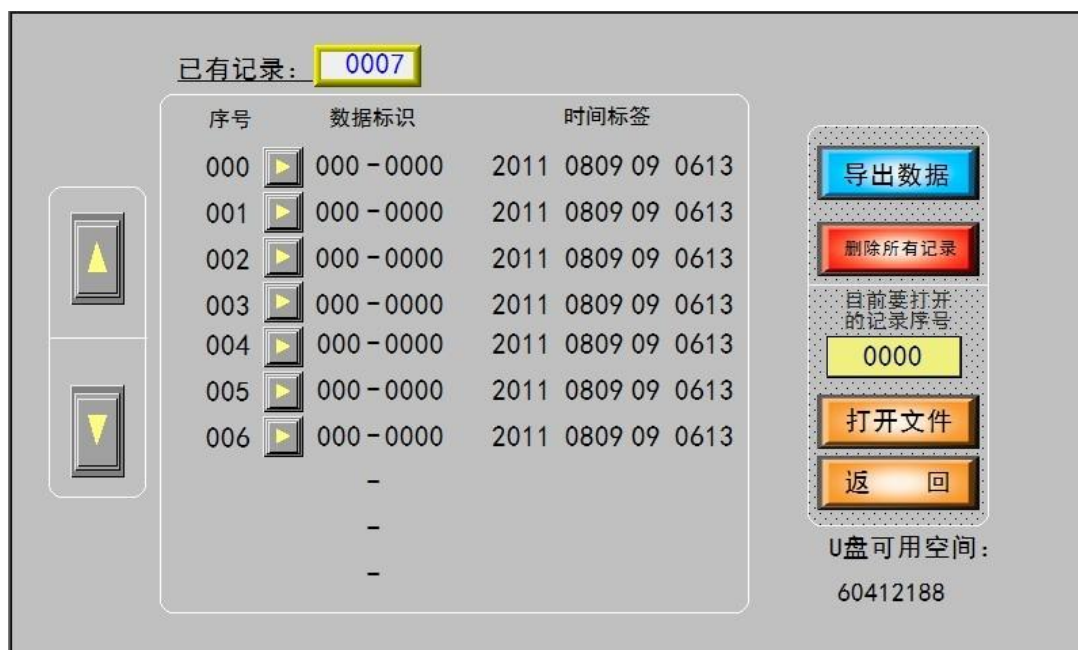 已有记录： 0007
序号 数据标识 时间标签
000 000-0000 2011 0809 09 0613
001 000-0000 2011 0809 09 0613
002 000-0000 2011 0809 09 0613
003 000-0000 2011 0809 09 0613
004 000-0000 2011 0809 09 0613
005 000-0000 2011 0809 09 0613
006 000-0000 2011 0809 09 0613
-
-
-
导出数据
删除所有记录
目前要打开
的记录序号
0000
打开文件
返 回
U盘可用空间：
60412188